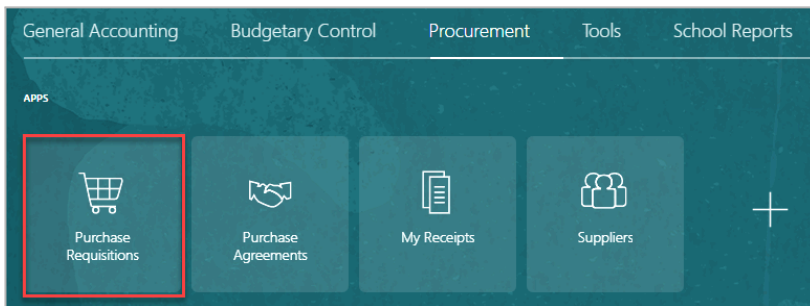 General Accounting Budgetary Control Procurement Tools School Reports
APPS
Purchase
Requisitions
Purchase
Agreements
My Receipts
Suppliers